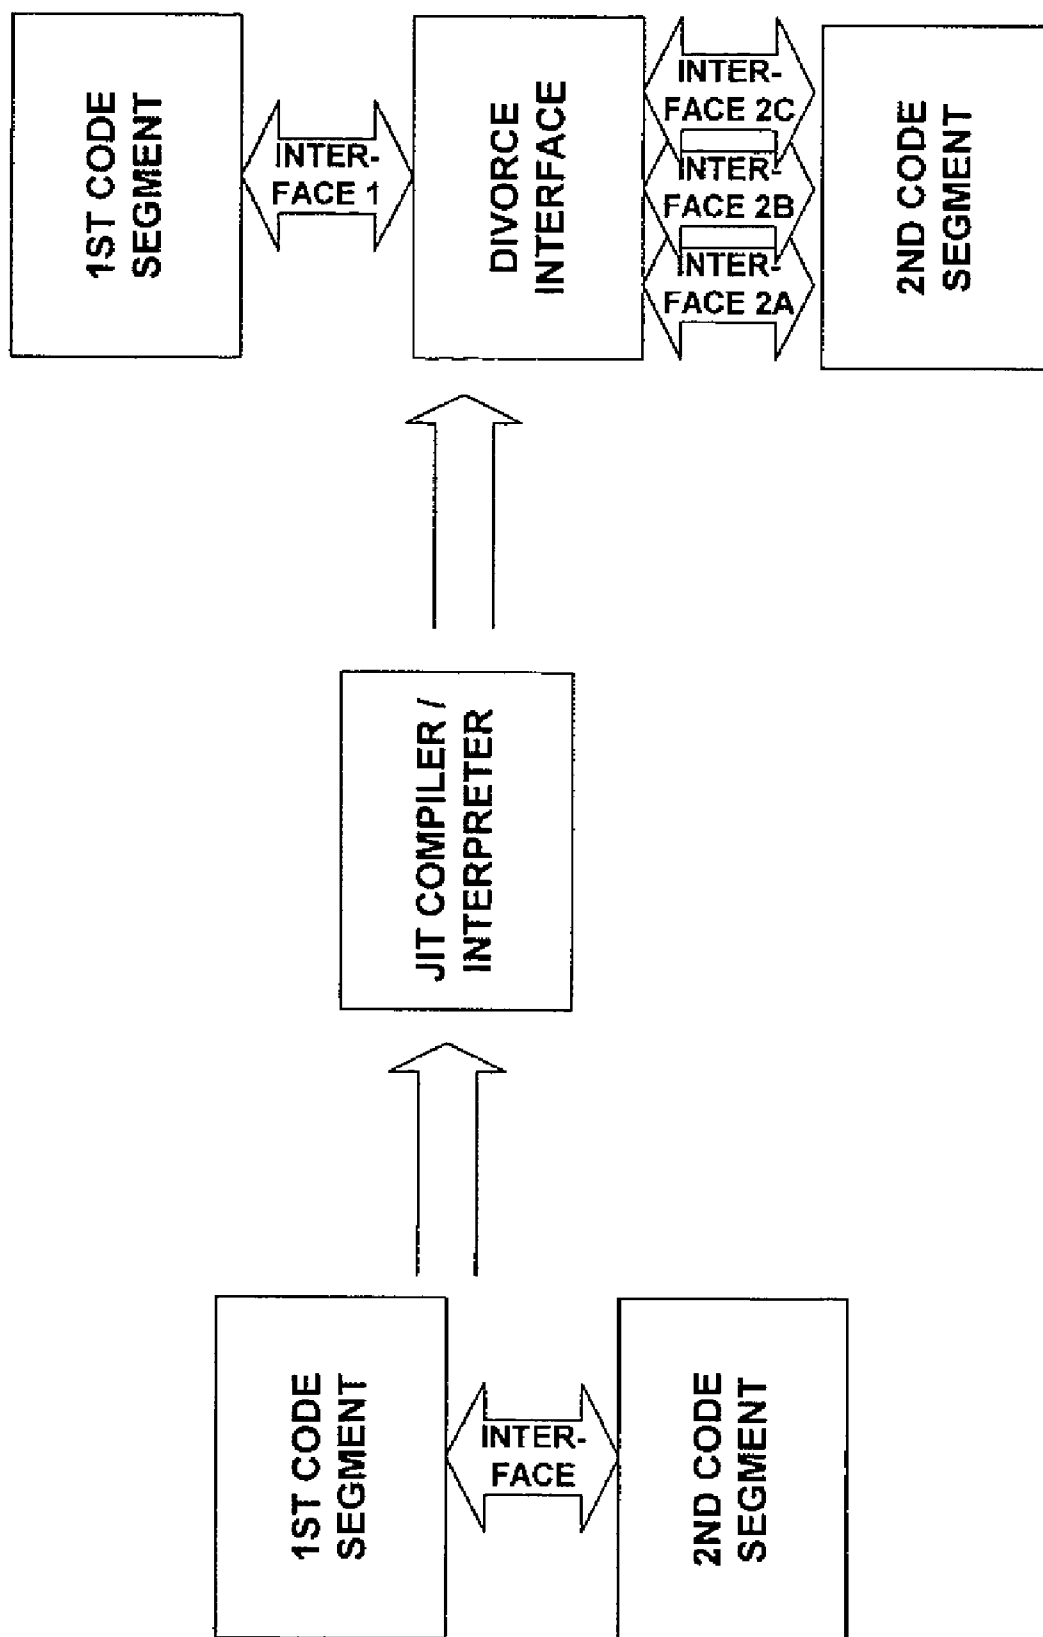 1ST CODE
SEGMENT
INTER-
FACE
2ND CODE
SEGMENT
JIT COMPILER /
INTERPRETER
1ST CODE
SEGMENT
INTER-
FACE 1
DIVORCE
INTERFACE
INTER-
FACE 2C
INTER-
FACE 2B
INTER-
FACE 2A
2ND CODE
SEGMENT